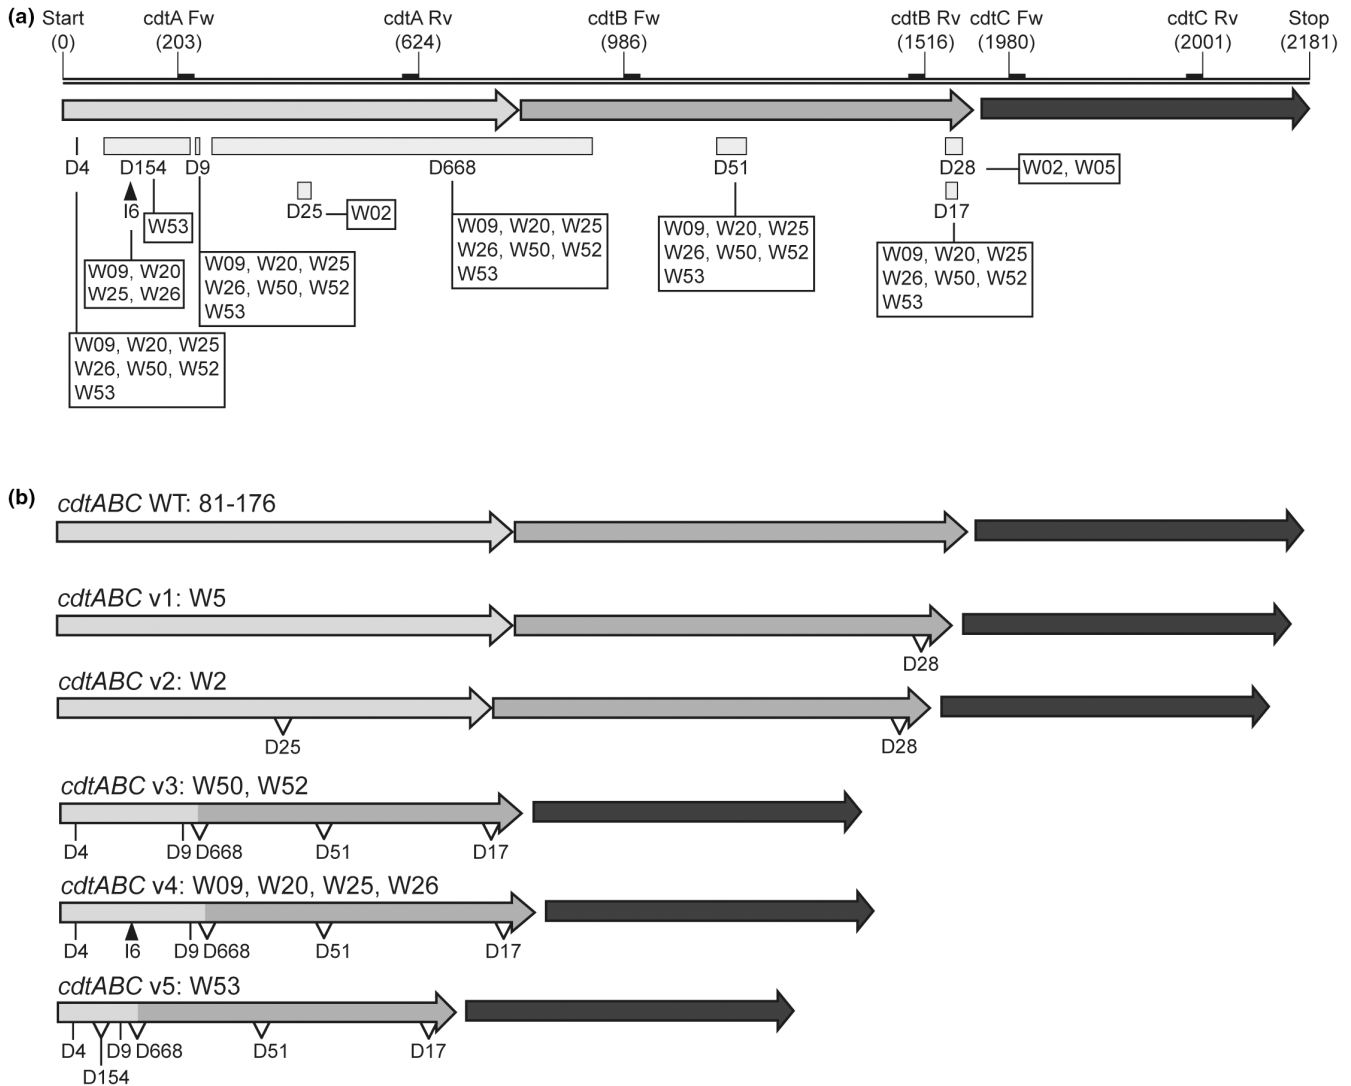 (a) Start cdtA Fw cdtA Rv cdtB Fw cdtB Rv cdtC Fw cdtC Rv Stop
(0) (203) (624) (986) (1516) (1980) (2001) (2181)
D4 D154 D9 D668 D51 D28 W02, W05
I6 W53 D25 W02 D17
W09, W20
W25, W26
W09, W20, W25
W26, W50, W52
W53
W09, W20, W25
W26, W50, W52
W53
W09, W20, W25
W26, W50, W52
W53
W09, W20, W25
W26, W50, W52
W53
W09, W20, W25
W26, W50, W52
W53
(b)
cdtABC WT: 81-176
cdtABC v1: W5
D28
cdtABC v2: W2
D25 D28
cdtABC v3: W50, W52
D4 D9 D668 D51 D17
cdtABC v4: W09, W20, W25, W26
D4 I6 D9 D668 D51 D17
cdtABC v5: W53
D4 D9 D668 D51 D17
D154